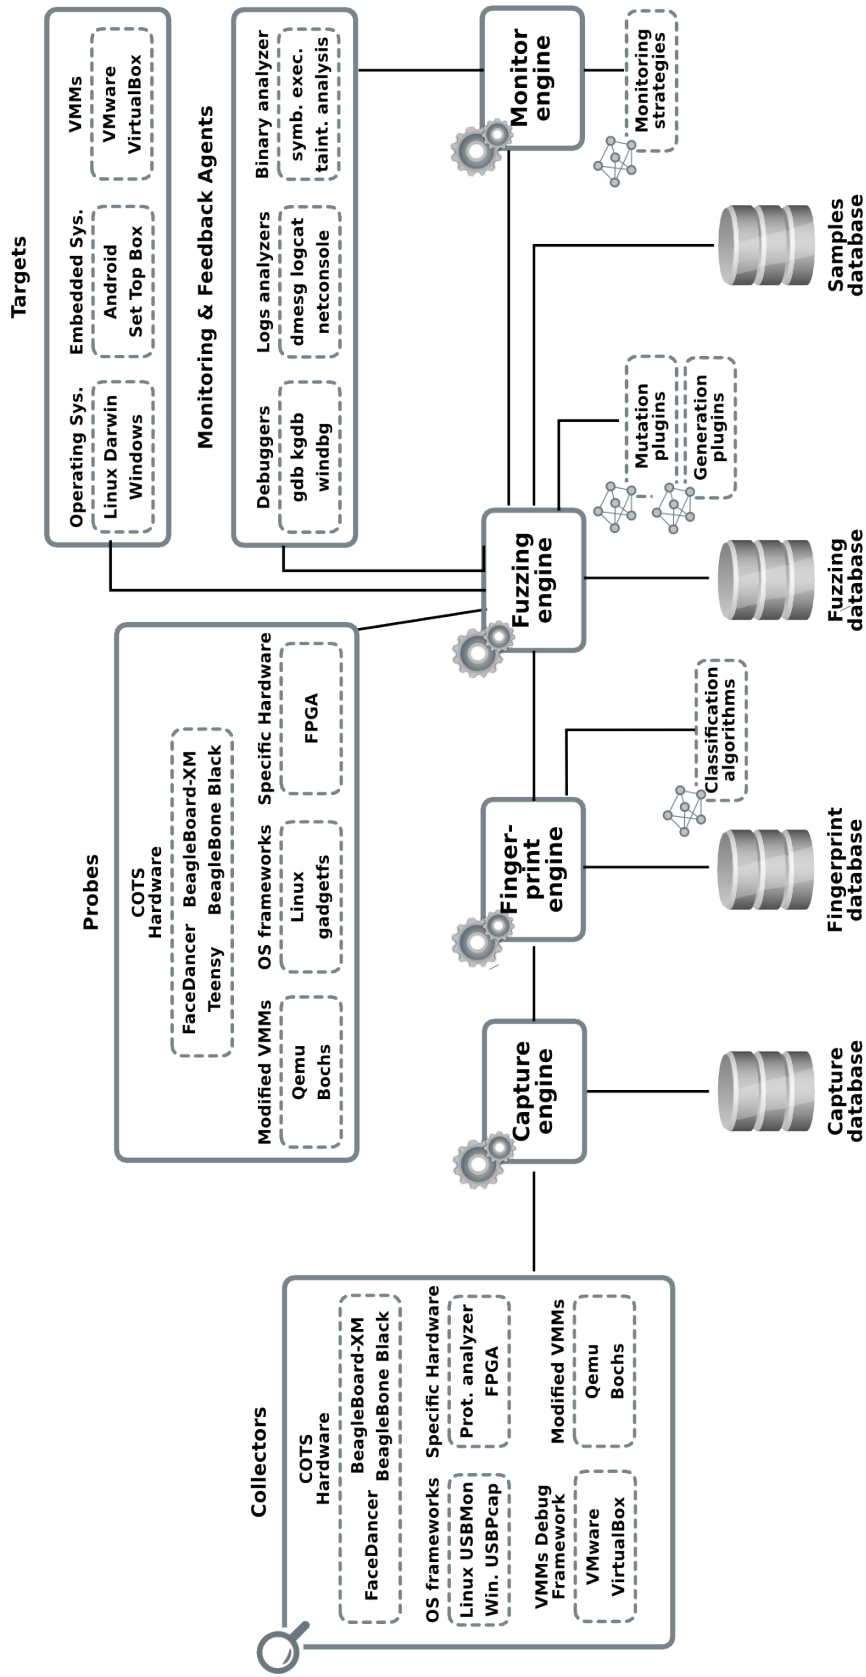 Collectors
COTS
Hardware
FaceDancer BeagleBoard-XM
BeagleBone Black
OS frameworks
Linux USBMon
Win. USBPcap
Specific Hardware
Prot. analyzer
FPGA
VMMs Debug
Framework
VMware
VirtualBox
Modified VMMs
Qemu
Bochs
Probes
COTS
Hardware
FaceDancer BeagleBoard-XM
Teensy BeagleBone Black
Modified VMMs
Qemu
Bochs
OS frameworks
Linux
gadgetfs
Specific Hardware
FPGA
Targets
Operating Sys.
Linux Darwin
Windows
Embedded Sys.
Android
Set Top Box
VMMs
VMware
VirtualBox
Monitoring & Feedback Agents
Debuggers
gdb kgdb
windbg
Logs analyzers
dmesg logcat
netconsole
Binary analyzer
symb. exec.
taint. analysis
Capture
engine
Finger-
print
engine
Fuzzing
engine
Monitor
engine
Classification
algorithms
Mutation
plugins
Generation
plugins
Monitoring
strategies
Capture
database
Fingerprint
database
Fuzzing
database
Samples
database